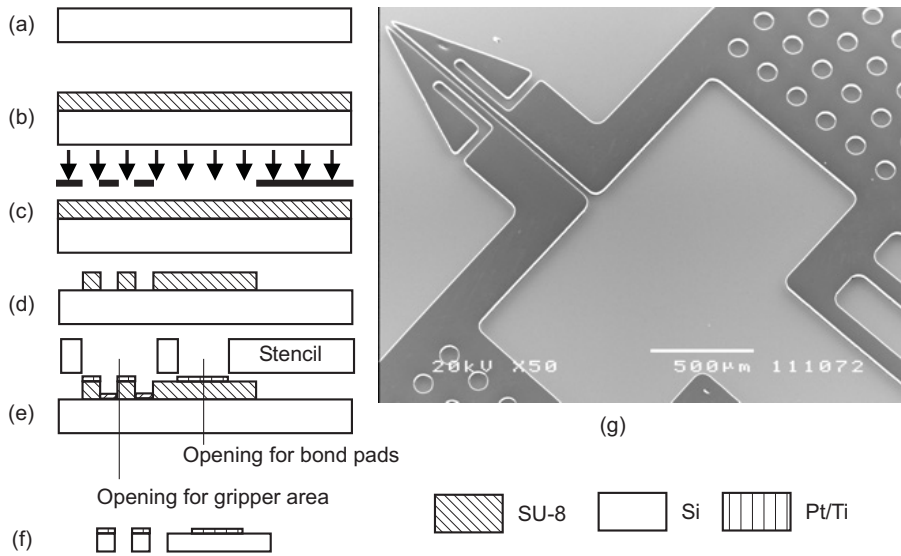 (a)
(b)
(c)
(d)
Stencil
(e)
Opening for bond pads
Opening for gripper area
(f)
20kV X50 500μm 111072
(g)
SU-8
Si
Pt/Ti